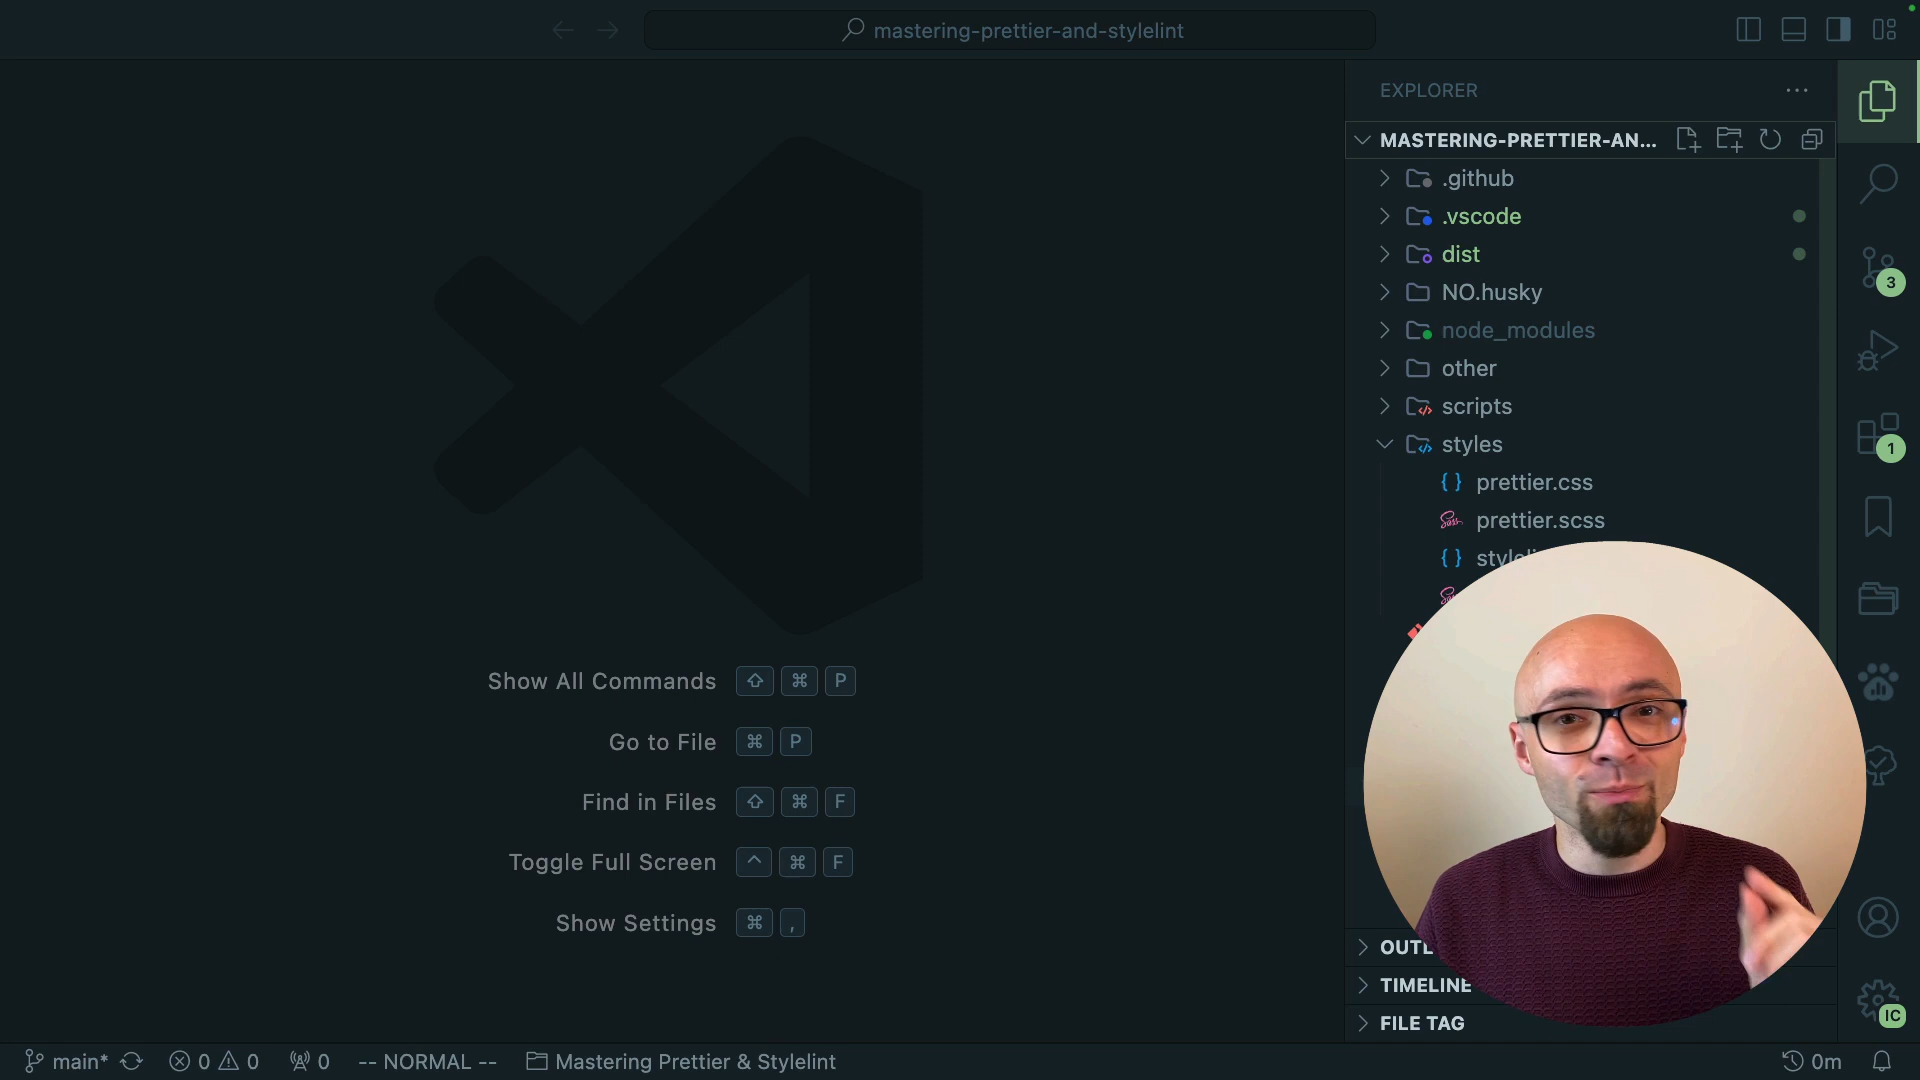 mastering-prettier-and-stylelint
EXPLORER
MASTERING-PRETTIER-AN...
.github
.vscode
dist
NO.husky
node_modules
other
scripts
styles
prettier.css
prettier.scss
3
1
Show All Commands ⇧ ⌘ P
Go to File ⌘ P
Find in Files ⇧ ⌘ F
Toggle Full Screen ^ ⌘ F
Show Settings ⌘ ,
TIMELINE
FILE TAG
IC
main* 0 0 0 -- NORMAL -- Mastering Prettier & Stylelint 0m